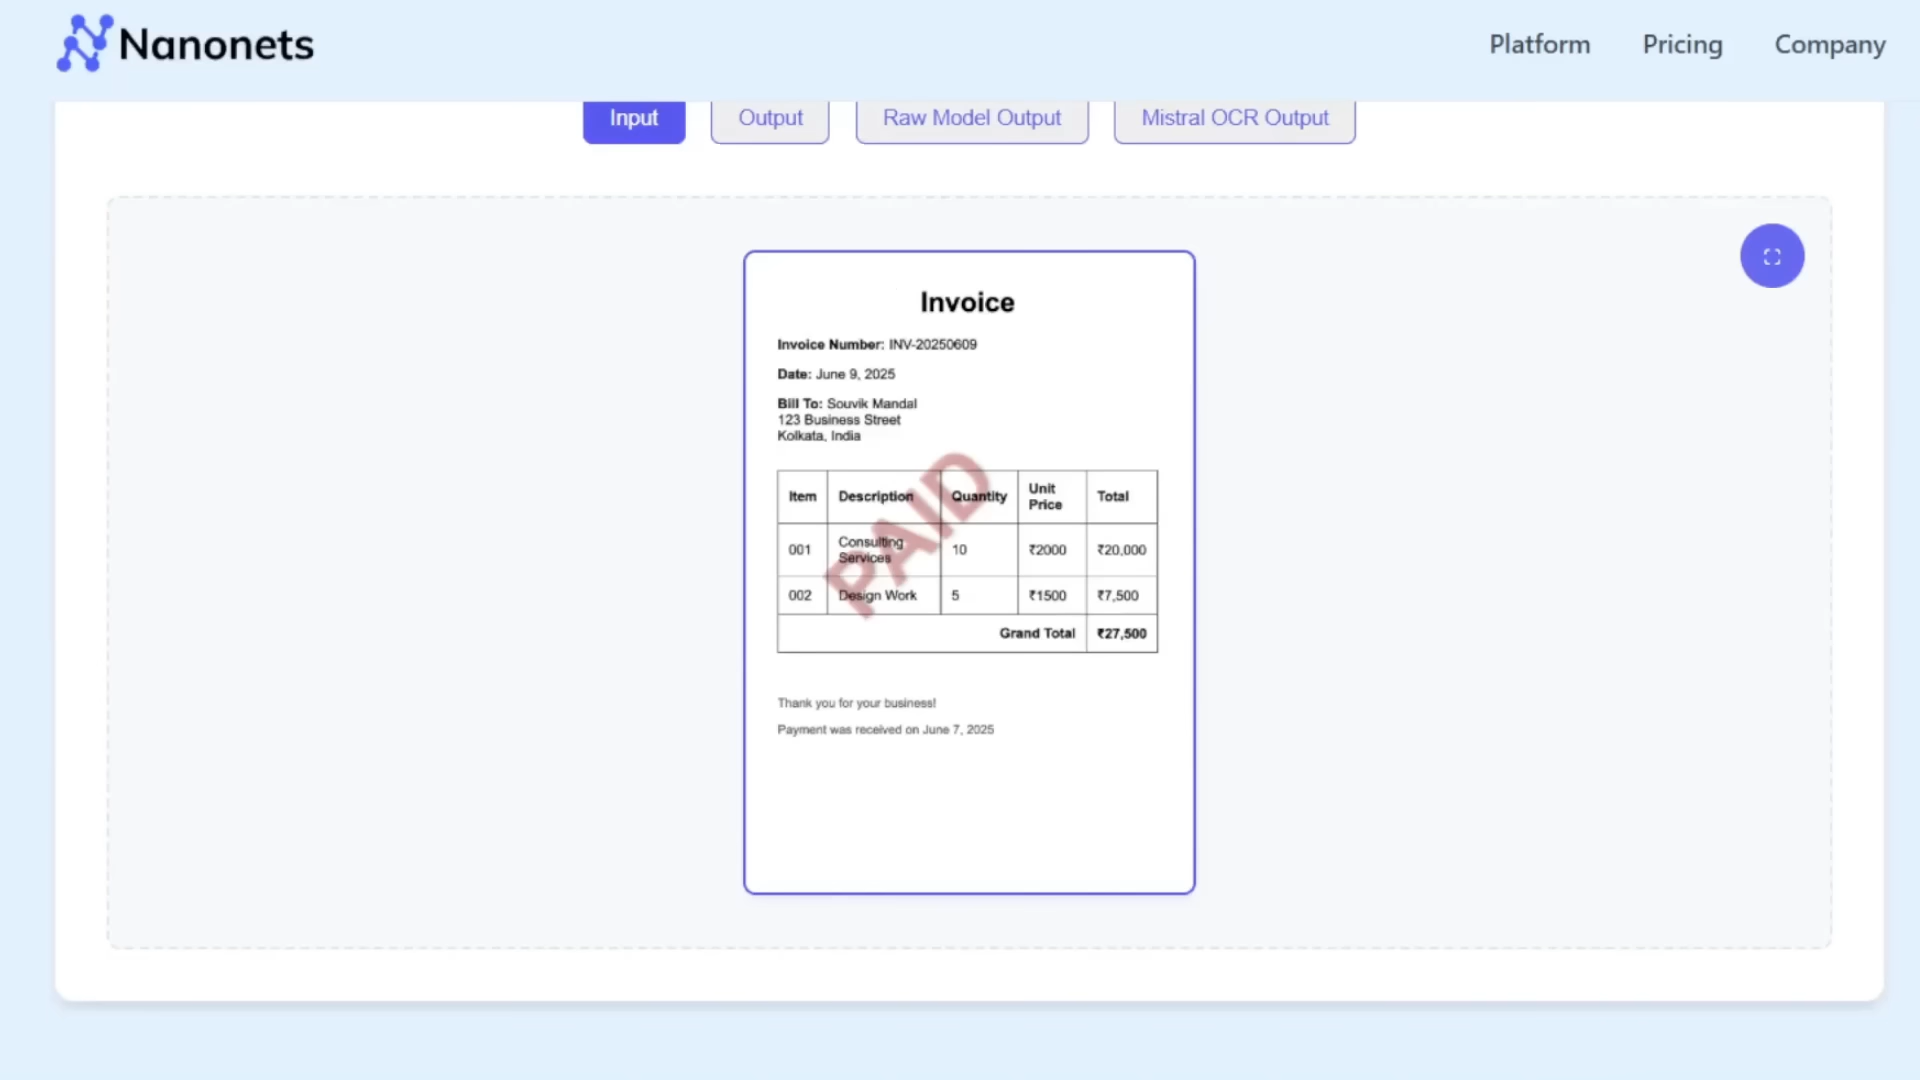 Nanonets
Platform Pricing Company
Input Output Raw Model Output Mistral OCR Output
Invoice
Invoice Number: INV-20250609
Date: June 9, 2025
Bill To: Souvik Mandal
123 Business Street
Kolkata, India
Item Description Quantity Unit Price Total
001 Consulting Services 10 ₹2000 ₹20,000
002 Design Work 5 ₹1500 ₹7,500
Grand Total ₹27,500
PAID
Thank you for your business!
Payment was received on June 7, 2025